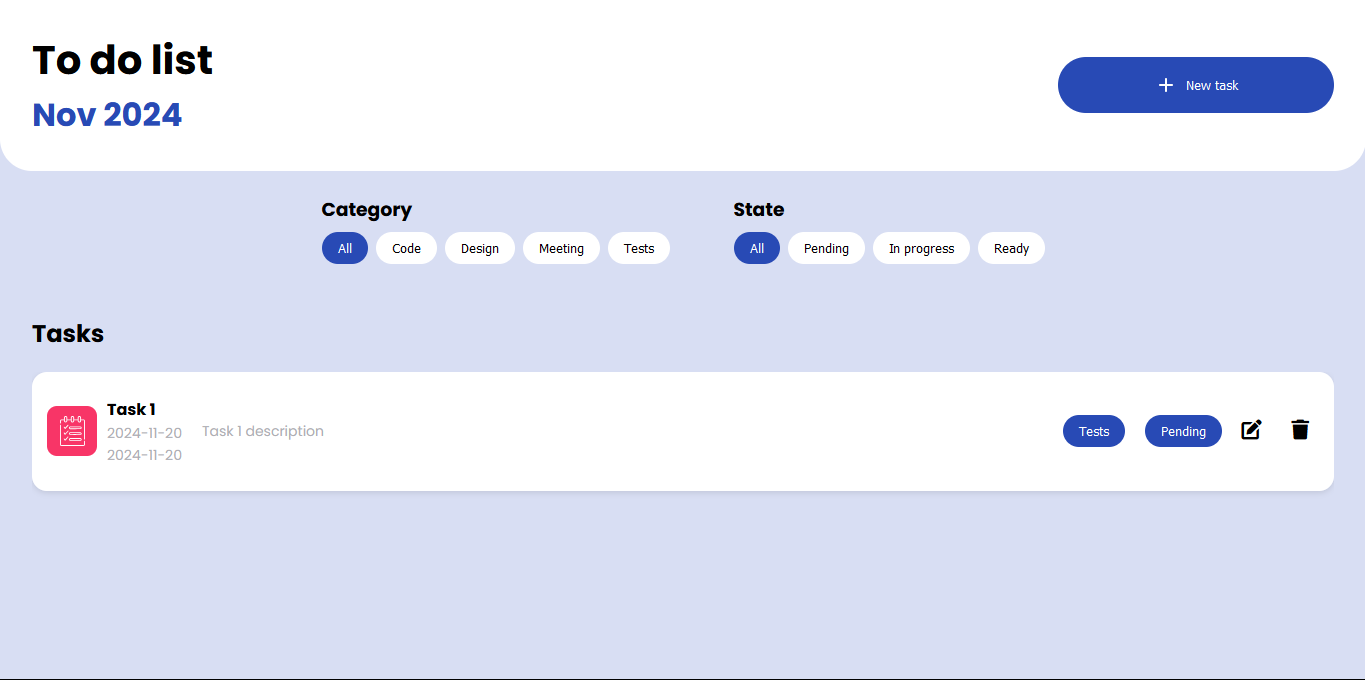 To do list
Nov 2024
New task
Category
All Code Design Meeting Tests
State
All Pending In progress Ready
Tasks
Task 1
2024-11-20
2024-11-20
Task 1 description
Tests Pending